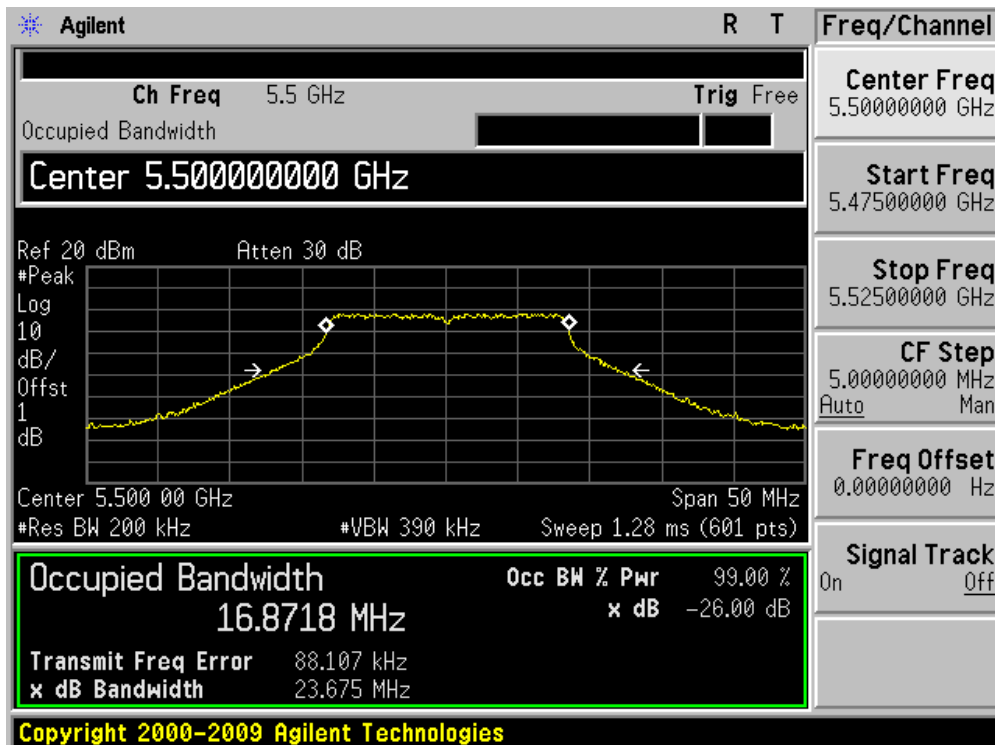 Agilent R T
Ch Freq 5.5 GHz Trig Free
Occupied Bandwidth
Center 5.500000000 GHz
Ref 20 dBm Atten 30 dB
#Peak
Log
10
dB/
Offst
1
dB
Center 5.500 00 GHz Span 50 MHz
#Res BW 200 kHz #VBW 390 kHz Sweep 1.28 ms (601 pts)
Occupied Bandwidth
16.8718 MHz
Occ BW % Pwr 99.00 %
x dB -26.00 dB
Transmit Freq Error 88.107 kHz
x dB Bandwidth 23.675 MHz
Copyright 2000-2009 Agilent Technologies
Freq/Channel
Center Freq
5.50000000 GHz
Start Freq
5.47500000 GHz
Stop Freq
5.52500000 GHz
CF Step
5.00000000 MHz
Auto Man
Freq Offset
0.00000000 Hz
Signal Track
On Off